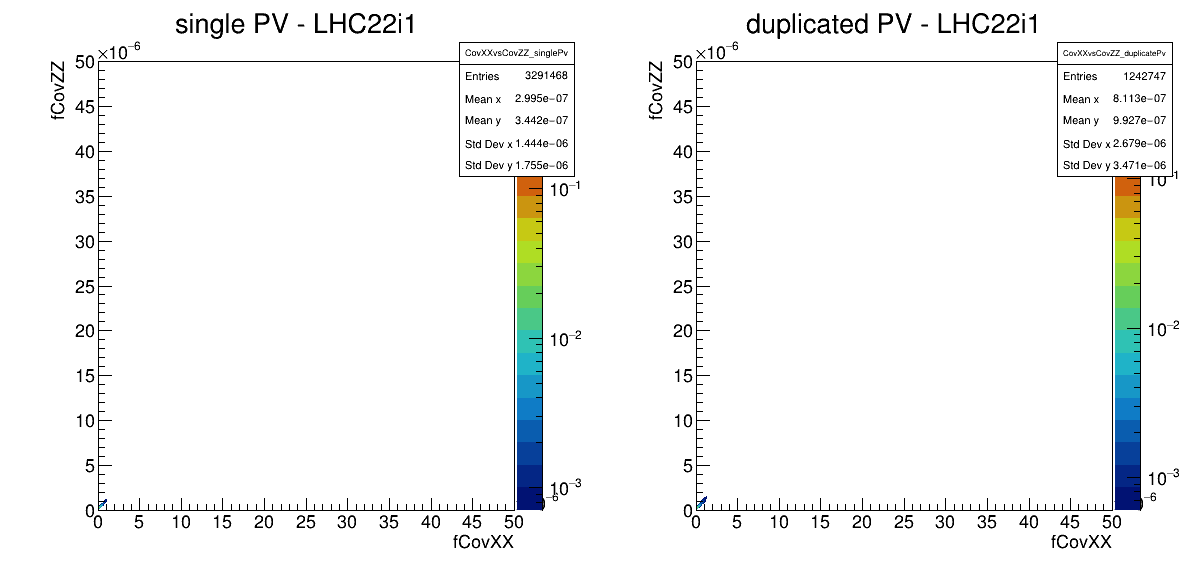 single PV - LHC22i1
×10⁻⁶
fCovZZ
50
45
40
35
30
25
20
15
10
5
0
0 5 10 15 20 25 30 35 40 45 50
fCovXX
CovXXvsCovZZ_singlePv
Entries 3291468
Mean x 2.995e−07
Mean y 3.442e−07
Std Dev x 1.444e−06
Std Dev y 1.755e−06
10⁻¹
10⁻²
10⁻³
⁻⁶
duplicated PV - LHC22i1
×10⁻⁶
fCovZZ
50
45
40
35
30
25
20
15
10
5
0
0 5 10 15 20 25 30 35 40 45 50
fCovXX
CovXXvsCovZZ_duplicatePv
Entries 1242747
Mean x 8.113e−07
Mean y 9.927e−07
Std Dev x 2.679e−06
Std Dev y 3.471e−06
10⁻¹
10⁻²
10⁻³
⁻⁶